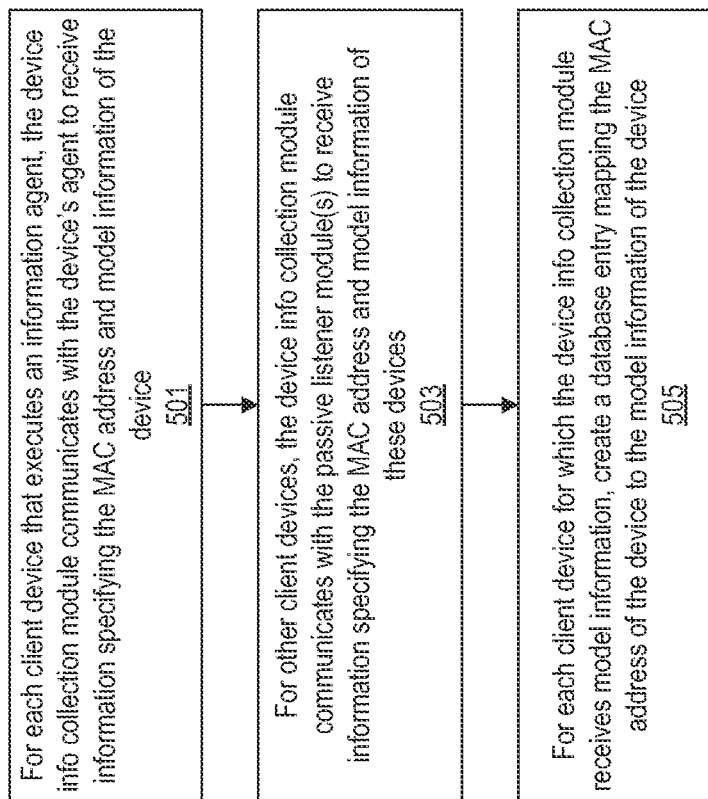 For each client device that executes an information agent, the device
info collection module communicates with the device's agent to receive
information specifying the MAC address and model information of the
device
501
For other client devices, the device info collection module
communicates with the passive listener module(s) to receive
information specifying the MAC address and model information of
these devices
503
For each client device for which the device info collection module
receives model information, create a database entry mapping the MAC
address of the device to the model information of the device
505